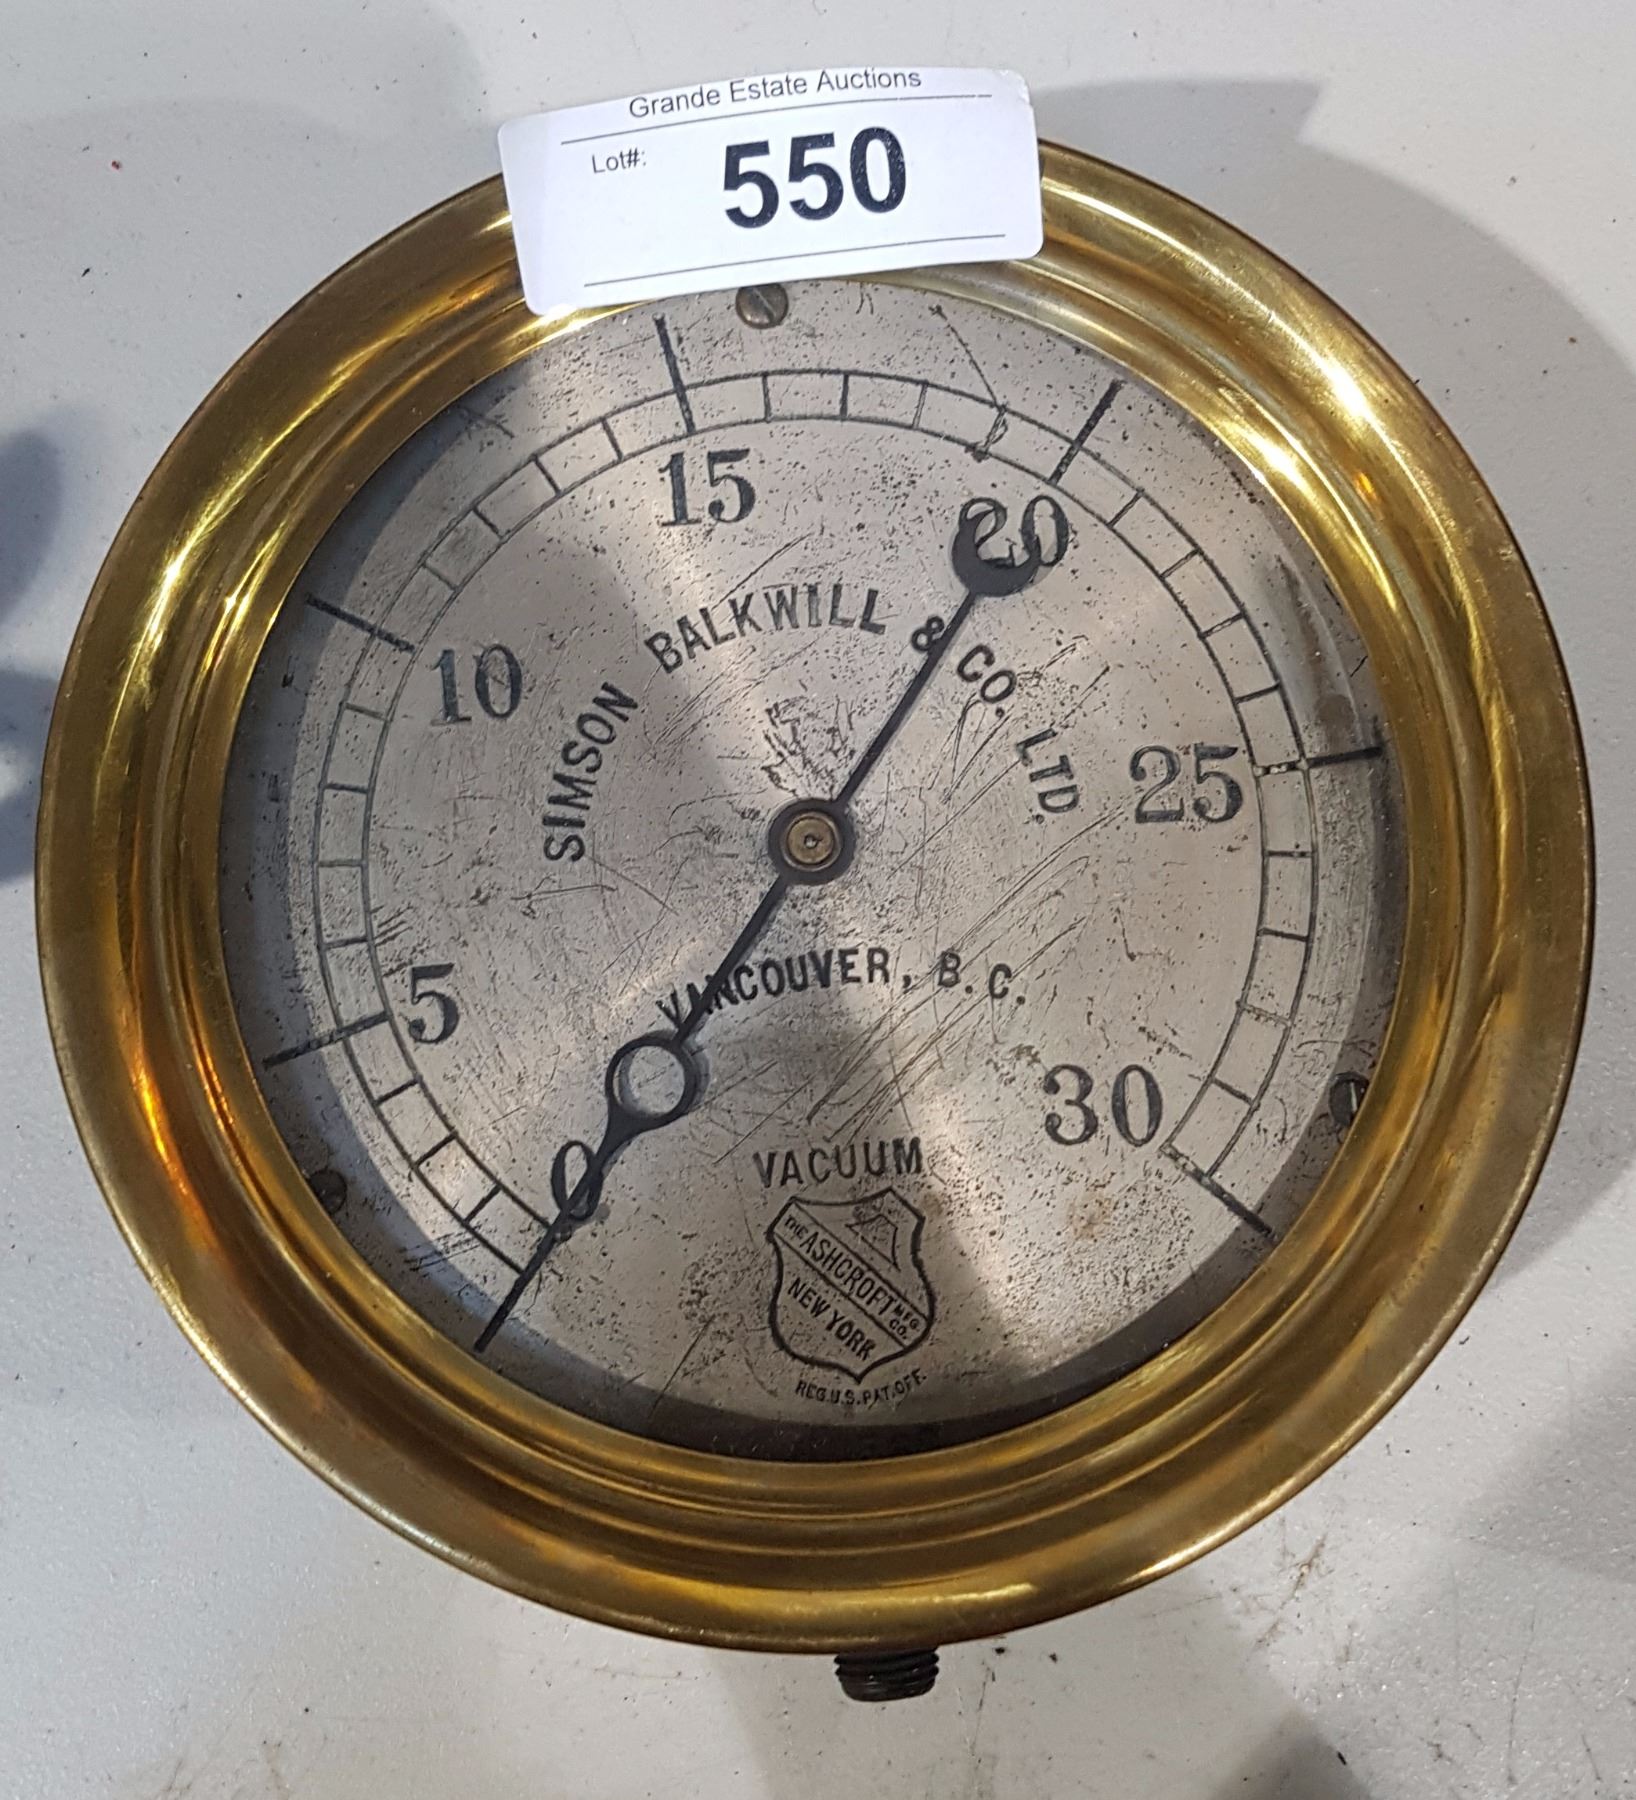 Grande Estate Auctions
Lot#: 550
15
20
10
25
5
30
0
SIMSON BALKWILL & CO. LTD.
VANCOUVER, B.C.
VACUUM
THE ASHCROFT MFG. CO.
NEW YORK
REG.U.S.PAT.OFF.